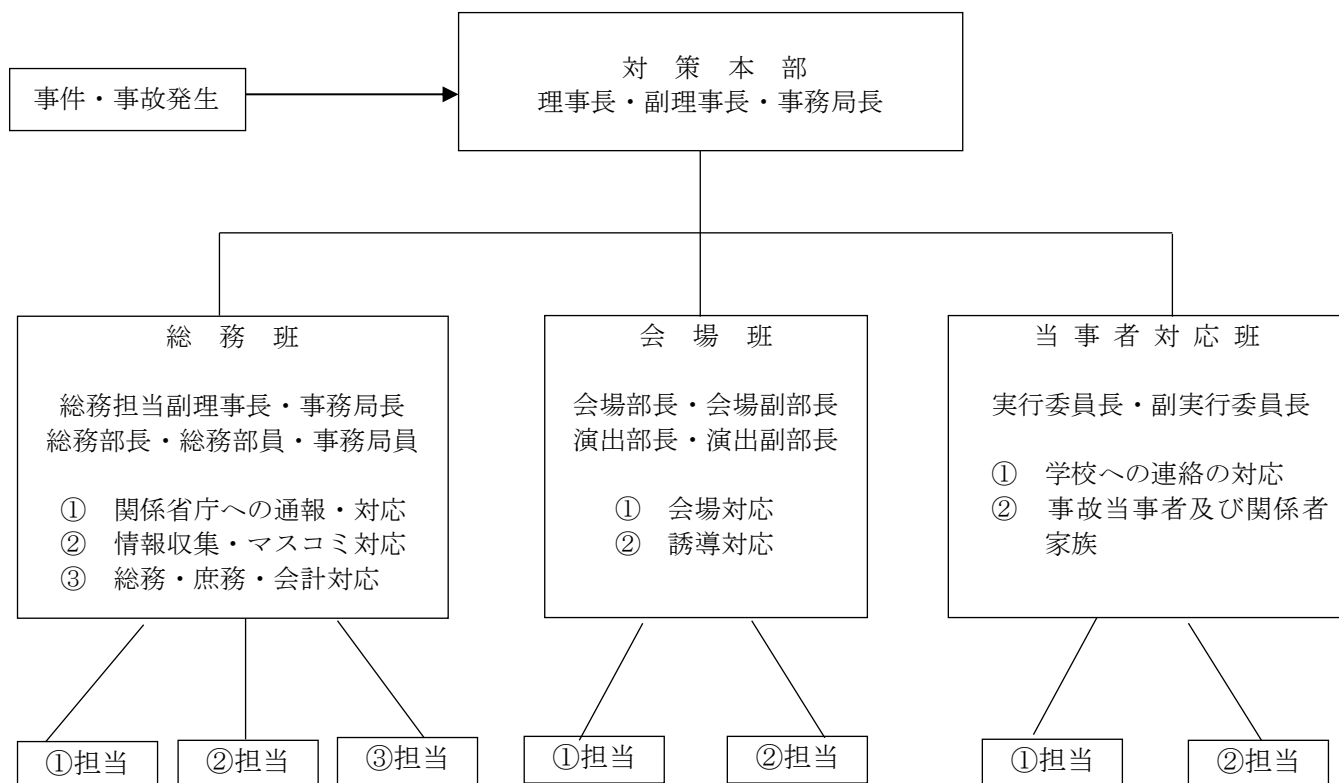 対　策　本　部
理事長・副理事長・事務局長
事件・事故発生
総　務　班
総務担当副理事長・事務局長
総務部長・総務部員・事務局員
①　関係省庁への通報・対応
②　情報収集・マスコミ対応
③　総務・庶務・会計対応
会　場　班
会場部長・会場副部長
演出部長・演出副部長
①　会場対応
②　誘導対応
当 事 者 対 応 班
実行委員長・副実行委員長
①　学校への連絡の対応
②　事故当事者及び関係者
家族
①担当
②担当
③担当
①担当
②担当
①担当
②担当